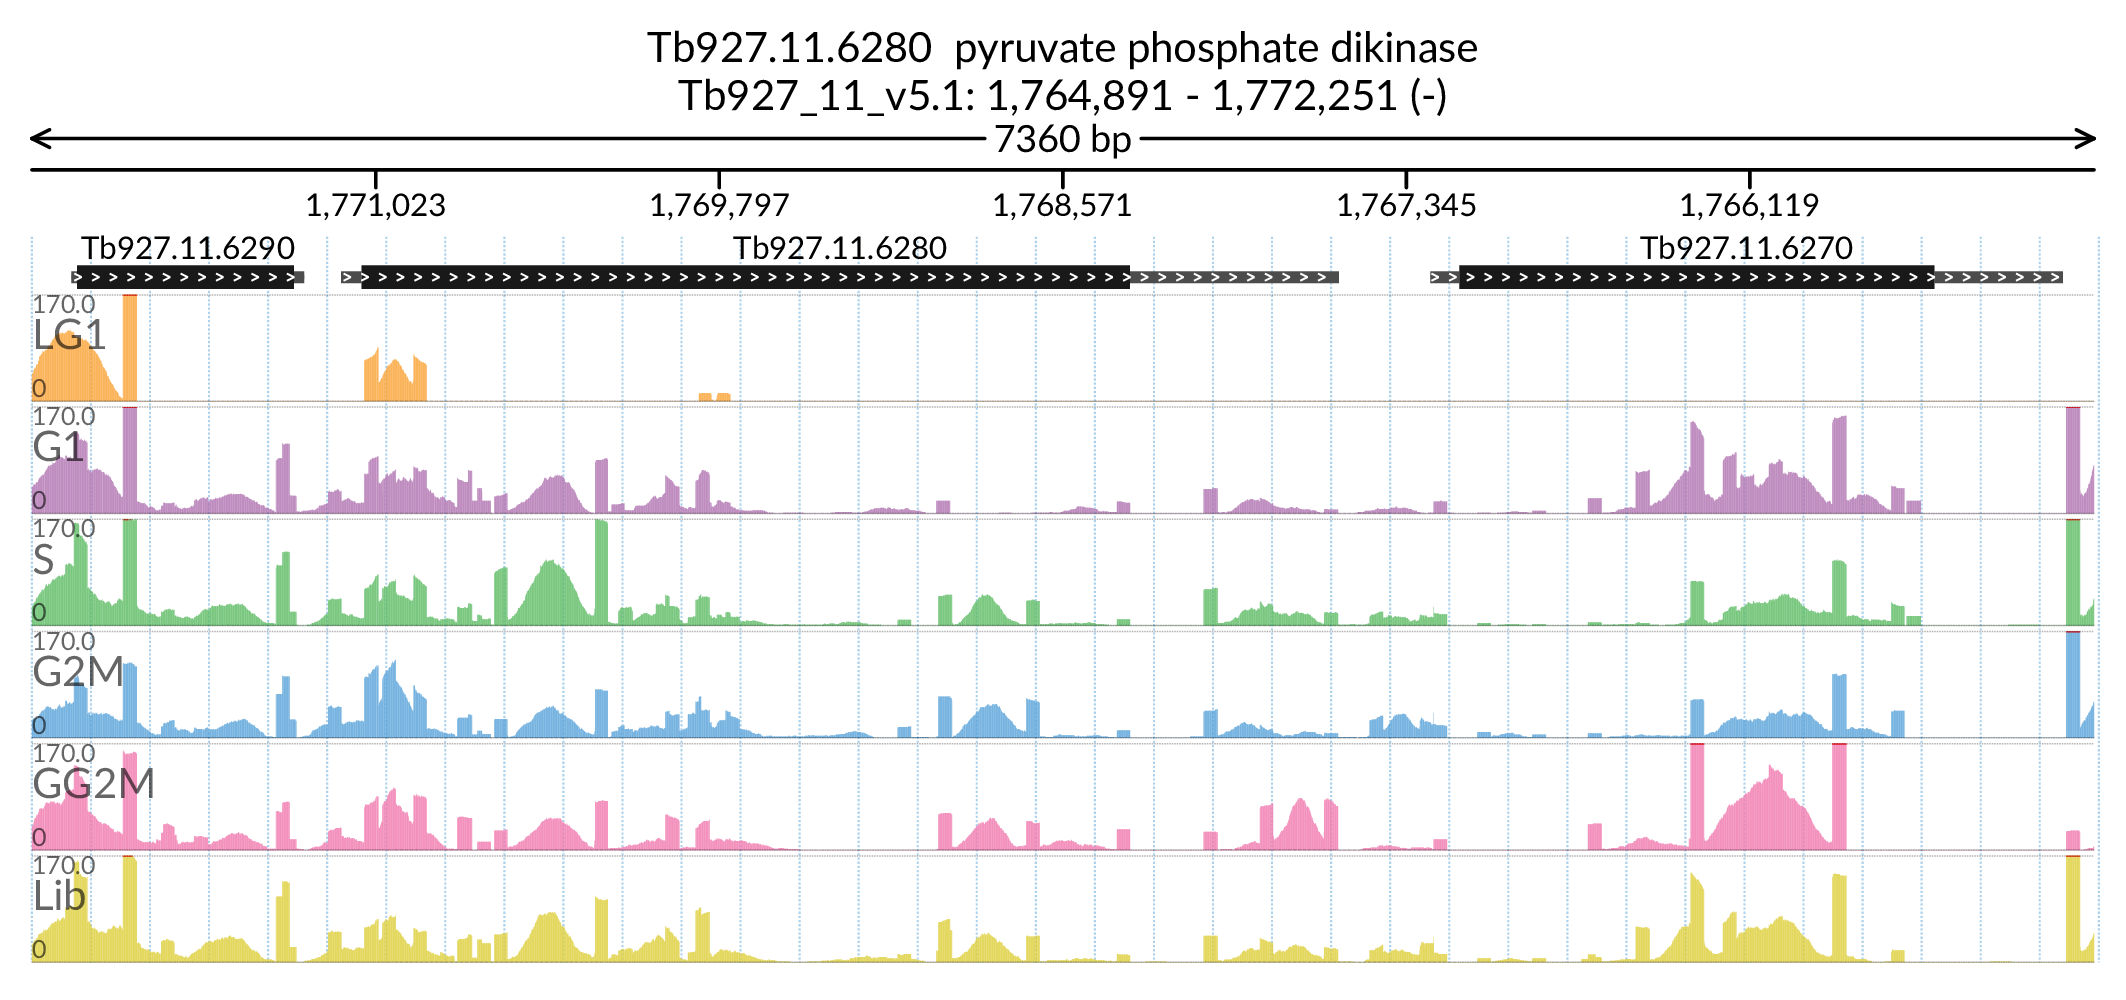 Tb927.11.6280 pyruvate phosphate dikinase
Tb927_11_v5.1: 1,764,891 - 1,772,251 (-)
7360 bp
1,771,023 1,769,797 1,768,571 1,767,345 1,766,119
Tb927.11.6290 Tb927.11.6280 Tb927.11.6270
170.0
LG1
0
170.0
G1
0
170.0
S
0
170.0
G2M
0
170.0
GG2M
0
170.0
Lib
0